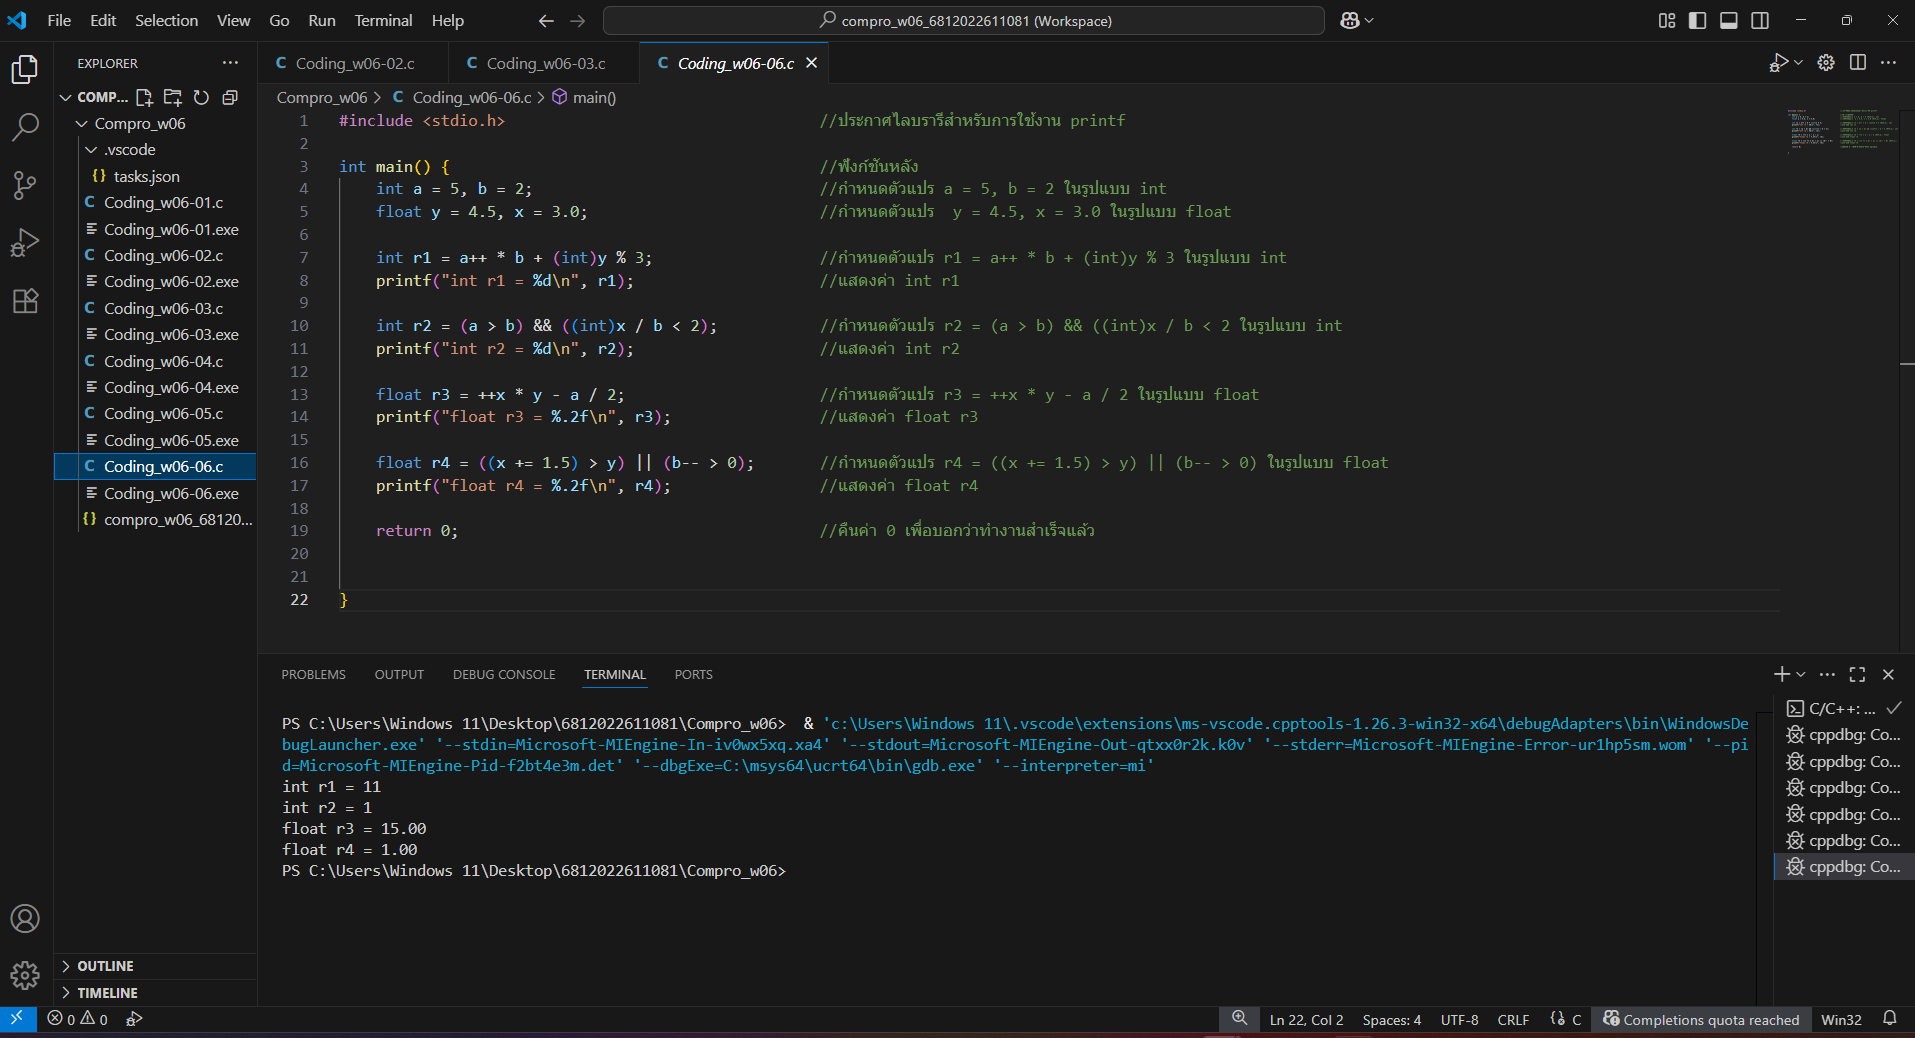 File Edit Selection View Go Run Terminal Help
compro_w06_6812022611081 (Workspace)
EXPLORER
COMP...
Compro_w06
.vscode
{} tasks.json
C Coding_w06-01.c
Coding_w06-01.exe
C Coding_w06-02.c
Coding_w06-02.exe
C Coding_w06-03.c
Coding_w06-03.exe
C Coding_w06-04.c
Coding_w06-04.exe
C Coding_w06-05.c
Coding_w06-05.exe
C Coding_w06-06.c
Coding_w06-06.exe
{} compro_w06_68120...
OUTLINE
TIMELINE
C Coding_w06-02.c C Coding_w06-03.c C Coding_w06-06.c
Compro_w06 > C Coding_w06-06.c > main()
1 #include <stdio.h> //ประกาศไลบรารีสำหรับการใช้งาน printf
2
3 int main() { //ฟังก์ชันหลัง
4 int a = 5, b = 2; //กำหนดตัวแปร a = 5, b = 2 ในรูปแบบ int
5 float y = 4.5, x = 3.0; //กำหนดตัวแปร  y = 4.5, x = 3.0 ในรูปแบบ float
6
7 int r1 = a++ * b + (int)y % 3; //กำหนดตัวแปร r1 = a++ * b + (int)y % 3 ในรูปแบบ int
8 printf("int r1 = %d\n", r1); //แสดงค่า int r1
9
10 int r2 = (a > b) && ((int)x / b < 2); //กำหนดตัวแปร r2 = (a > b) && ((int)x / b < 2 ในรูปแบบ int
11 printf("int r2 = %d\n", r2); //แสดงค่า int r2
12
13 float r3 = ++x * y - a / 2; //กำหนดตัวแปร r3 = ++x * y - a / 2 ในรูปแบบ float
14 printf("float r3 = %.2f\n", r3); //แสดงค่า float r3
15
16 float r4 = ((x += 1.5) > y) || (b-- > 0); //กำหนดตัวแปร r4 = ((x += 1.5) > y) || (b-- > 0) ในรูปแบบ float
17 printf("float r4 = %.2f\n", r4); //แสดงค่า float r4
18
19 return 0; //คืนค่า 0 เพื่อบอกว่าทำงานสำเร็จแล้ว
20
21
22 }
PROBLEMS OUTPUT DEBUG CONSOLE TERMINAL PORTS
PS C:\Users\Windows 11\Desktop\6812022611081\Compro_w06>  & 'c:\Users\Windows 11\.vscode\extensions\ms-vscode.cpptools-1.26.3-win32-x64\debugAdapters\bin\WindowsDe
bugLauncher.exe' '--stdin=Microsoft-MIEngine-In-iv0wx5xq.xa4' '--stdout=Microsoft-MIEngine-Out-qtxx0r2k.k0v' '--stderr=Microsoft-MIEngine-Error-ur1hp5sm.wom' '--pi
d=Microsoft-MIEngine-Pid-f2bt4e3m.det' '--dbgExe=C:\msys64\ucrt64\bin\gdb.exe' '--interpreter=mi'
int r1 = 11
int r2 = 1
float r3 = 15.00
float r4 = 1.00
PS C:\Users\Windows 11\Desktop\6812022611081\Compro_w06>
C/C++: ...
cppdbg: Co...
cppdbg: Co...
cppdbg: Co...
cppdbg: Co...
cppdbg: Co...
cppdbg: Co...
0 0 Ln 22, Col 2 Spaces: 4 UTF-8 CRLF {} C Completions quota reached Win32